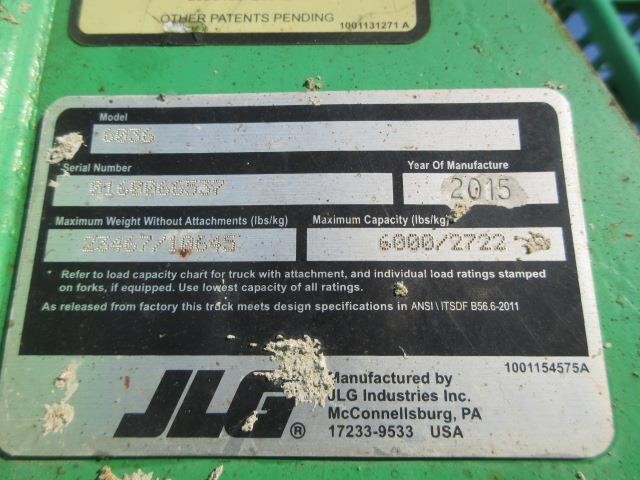 OTHER PATENTS PENDING
1001131271 A
Model
6036
Serial Number
0160066537
Year Of Manufacture
2015
Maximum Weight Without Attachments (lbs/kg)
23467/10645
Maximum Capacity (lbs/kg)
6000/2722
* Refer to load capacity chart for truck with attachment, and individual load ratings stamped
on forks, if equipped. Use lowest capacity of all ratings.
As released from factory this truck meets design specifications in ANSI \ ITSDF B56.6-2011
1001154575A
JLG®
Manufactured by
JLG Industries Inc.
McConnellsburg, PA
17233-9533 USA